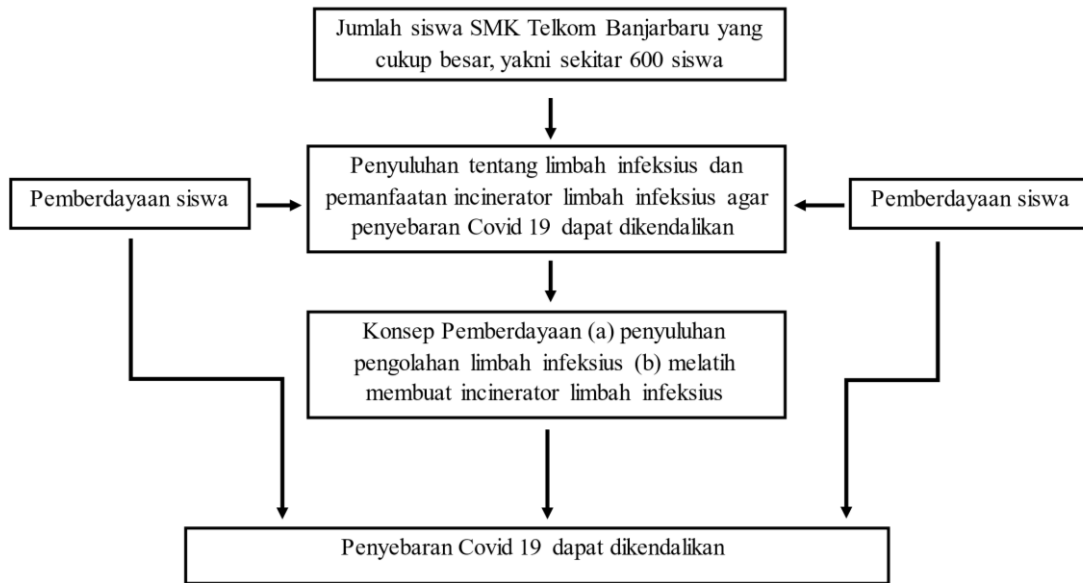 Jumlah siswa SMK Telkom Banjarbaru yang
cukup besar, yakni sekitar 600 siswa
Penyuluhan tentang limbah infeksius dan
pemanfaatan incinerator limbah infeksius agar
penyebaran Covid 19 dapat dikendalikan
Pemberdayaan siswa
Pemberdayaan siswa
Konsep Pemberdayaan (a) penyuluhan
pengolahan limbah infeksius (b) melatih
membuat incinerator limbah infeksius
Penyebaran Covid 19 dapat dikendalikan